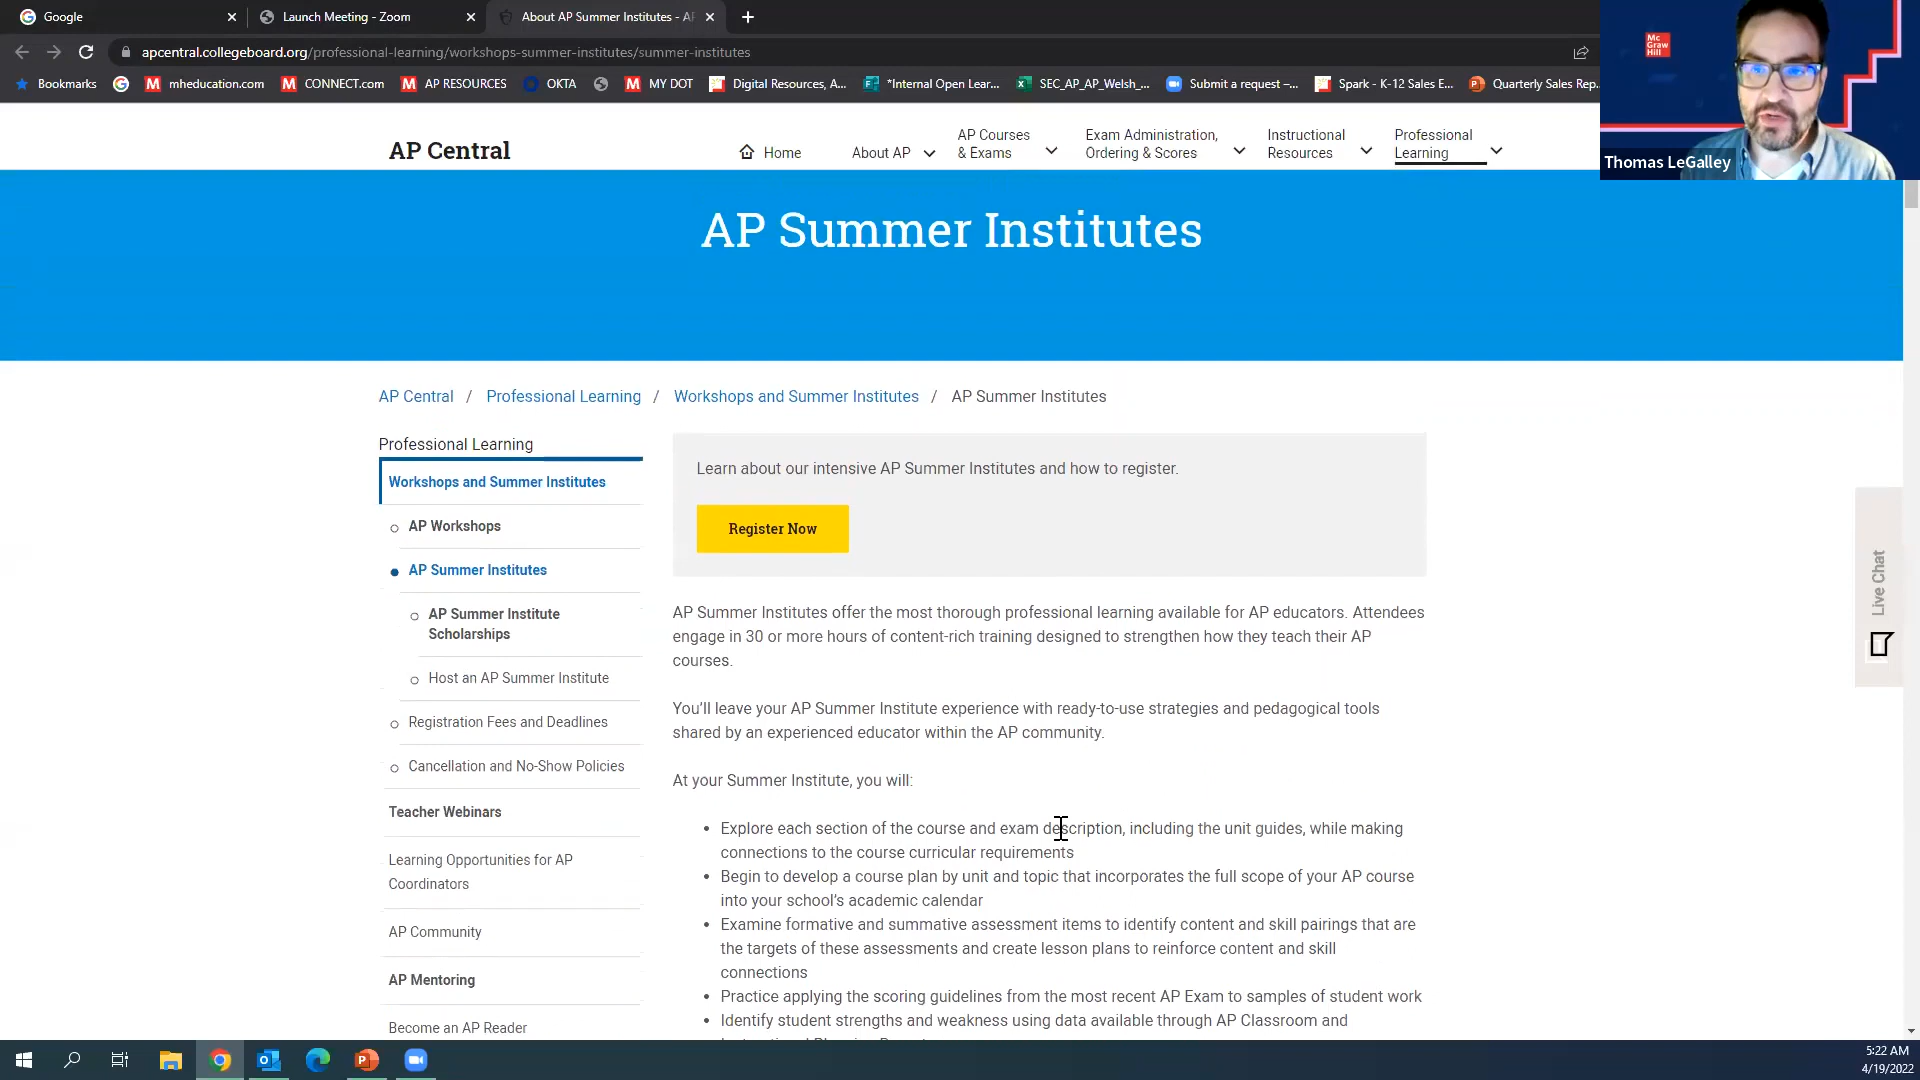 Google
Launch Meeting - Zoom
About AP Summer Institutes - AP
apcentral.collegeboard.org/professional-learning/workshops-summer-institutes/summer-institutes
Bookmarks
mheducation.com
CONNECT.com
AP RESOURCES
OKTA
MY DOT
Digital Resources, A...
*Internal Open Lear...
SEC_AP_AP_Welsh_...
Submit a request –...
Spark - K-12 Sales E...
Quarterly Sales Rep...
Mc
Graw
Hill
Thomas LeGalley
AP Central
Home
About AP
AP Courses
& Exams
Exam Administration,
Ordering & Scores
Instructional
Resources
Professional
Learning
AP Summer Institutes
AP Central / Professional Learning / Workshops and Summer Institutes / AP Summer Institutes
Professional Learning
Workshops and Summer Institutes
AP Workshops
AP Summer Institutes
AP Summer Institute
Scholarships
Host an AP Summer Institute
Registration Fees and Deadlines
Cancellation and No-Show Policies
Teacher Webinars
Learning Opportunities for AP
Coordinators
AP Community
AP Mentoring
Become an AP Reader
Learn about our intensive AP Summer Institutes and how to register.
Register Now
AP Summer Institutes offer the most thorough professional learning available for AP educators. Attendees
engage in 30 or more hours of content-rich training designed to strengthen how they teach their AP
courses.
You’ll leave your AP Summer Institute experience with ready-to-use strategies and pedagogical tools
shared by an experienced educator within the AP community.
At your Summer Institute, you will:
• Explore each section of the course and exam description, including the unit guides, while making
connections to the course curricular requirements
• Begin to develop a course plan by unit and topic that incorporates the full scope of your AP course
into your school’s academic calendar
• Examine formative and summative assessment items to identify content and skill pairings that are
the targets of these assessments and create lesson plans to reinforce content and skill
connections
• Practice applying the scoring guidelines from the most recent AP Exam to samples of student work
• Identify student strengths and weakness using data available through AP Classroom and
Live Chat
5:22 AM
4/19/2022